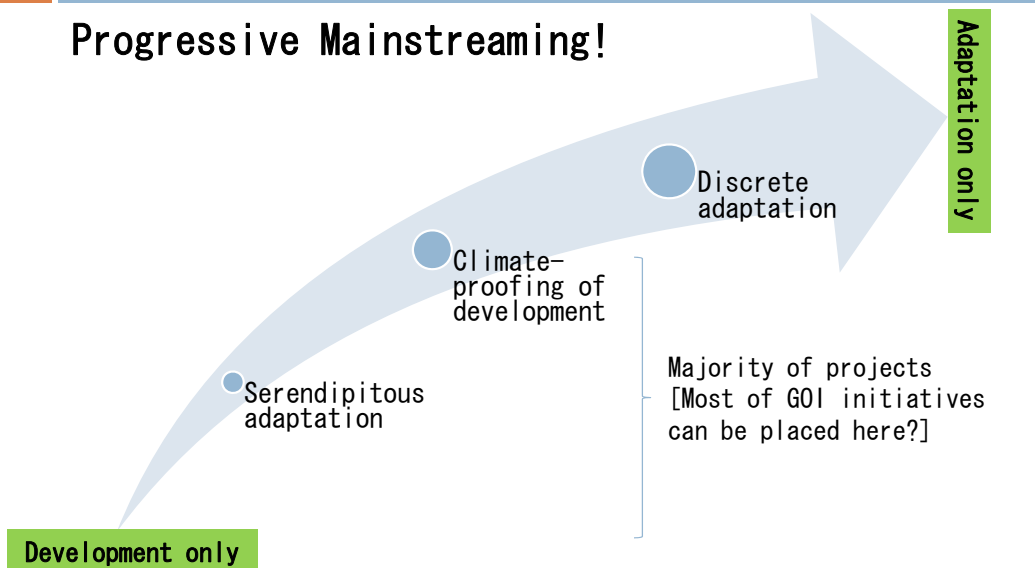 Progressive Mainstreaming!
Adaptation only
Discrete
adaptation
Climate-
proofing of
development
Majority of projects
[Most of GOI initiatives
can be placed here?]
Serendipitous
adaptation
Development only